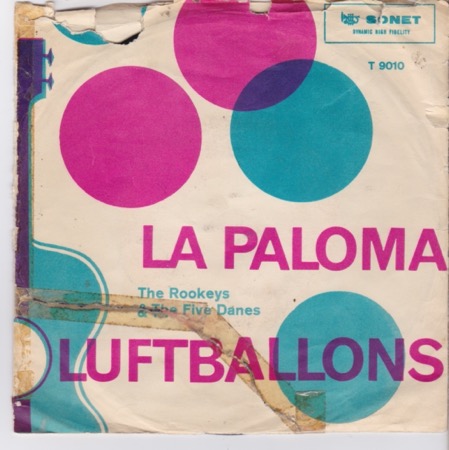 SONET
DYNAMIC HIGH FIDELITY
T 9010
LA PALOMA
The Rookeys
& The Five Danes
LUFTBALLONS